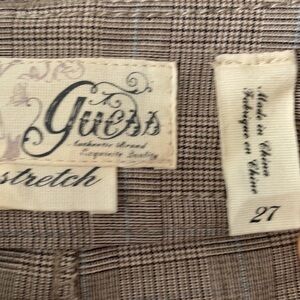 Guess
Authentic Brand
Exquisite Quality
stretch
Made in China
Fabriqué en Chine
27